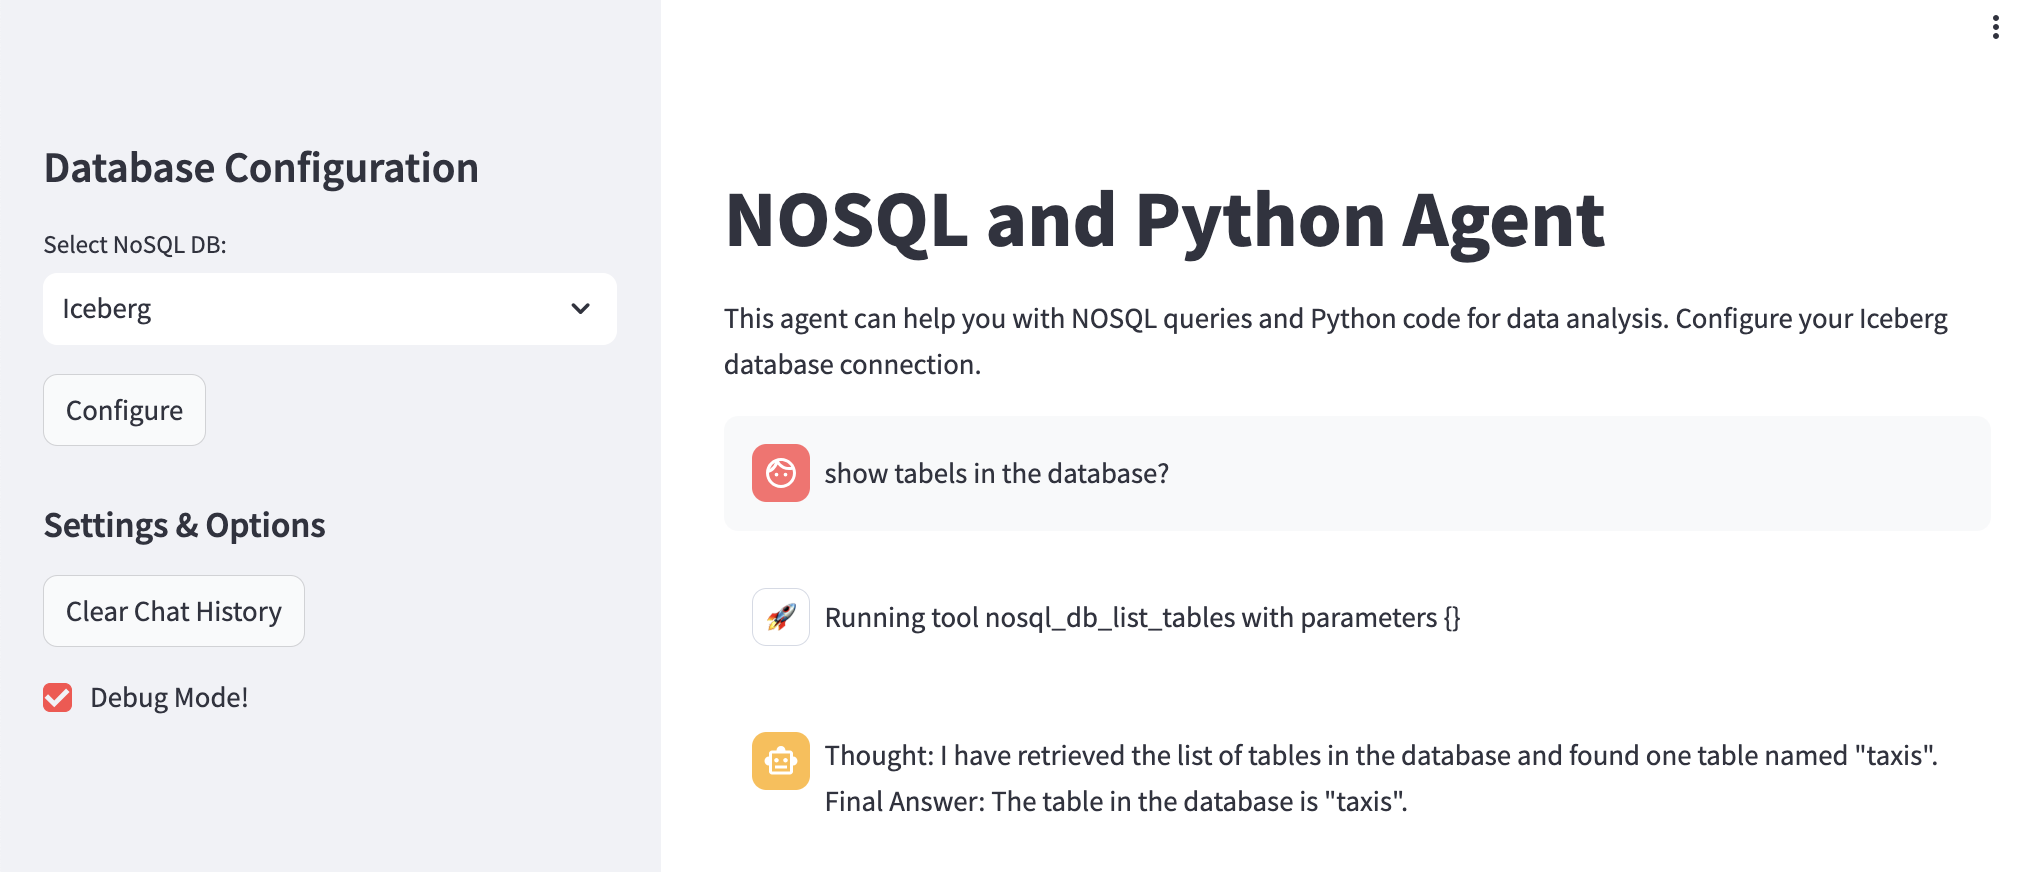 Database Configuration
Select NoSQL DB:
Iceberg
Configure
Settings & Options
Clear Chat History
Debug Mode!
NOSQL and Python Agent
This agent can help you with NOSQL queries and Python code for data analysis. Configure your Iceberg
database connection.
show tabels in the database?
Running tool nosql_db_list_tables with parameters {}
Thought: I have retrieved the list of tables in the database and found one table named "taxis".
Final Answer: The table in the database is "taxis".